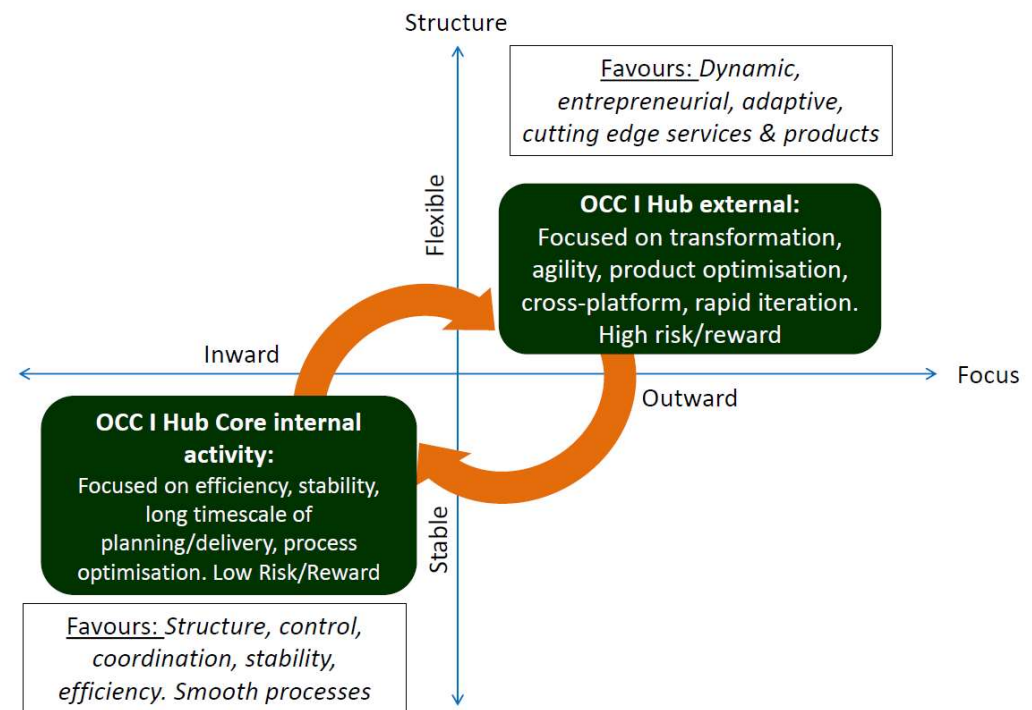 Structure
Favours: Dynamic,
entrepreneurial, adaptive,
cutting edge services & products
Flexible
OCC I Hub external:
Focused on transformation,
agility, product optimisation,
cross-platform, rapid iteration.
High risk/reward
Inward
Focus
Outward
OCC I Hub Core internal
activity:
Focused on efficiency, stability,
long timescale of
planning/delivery, process
optimisation. Low Risk/Reward
Stable
Favours: Structure, control,
coordination, stability,
efficiency. Smooth processes